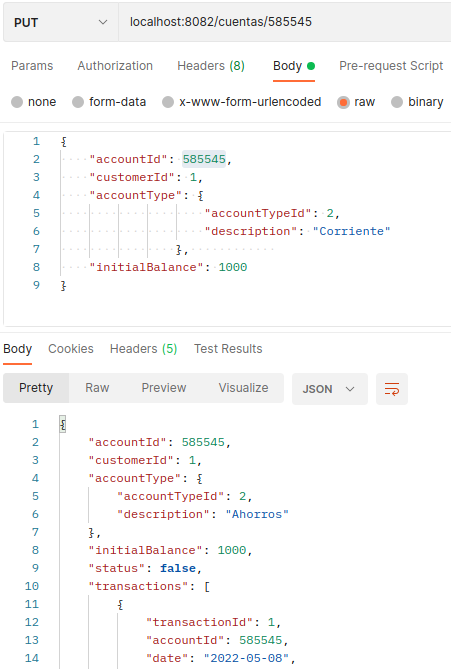 PUT localhost:8082/cuentas/585545
Params Authorization Headers (8) Body Pre-request Script
none form-data x-www-form-urlencoded raw binary
1 {
2 "accountId": 585545,
3 "customerId": 1,
4 "accountType": {
5 "accountTypeId": 2,
6 "description": "Corriente"
7 },
8 "initialBalance": 1000
9 }
Body Cookies Headers (5) Test Results
Pretty Raw Preview Visualize JSON
1 {
2 "accountId": 585545,
3 "customerId": 1,
4 "accountType": {
5 "accountTypeId": 2,
6 "description": "Ahorros"
7 },
8 "initialBalance": 1000,
9 "status": false,
10 "transactions": [
11 {
12 "transactionId": 1,
13 "accountId": 585545,
14 "date": "2022-05-08",